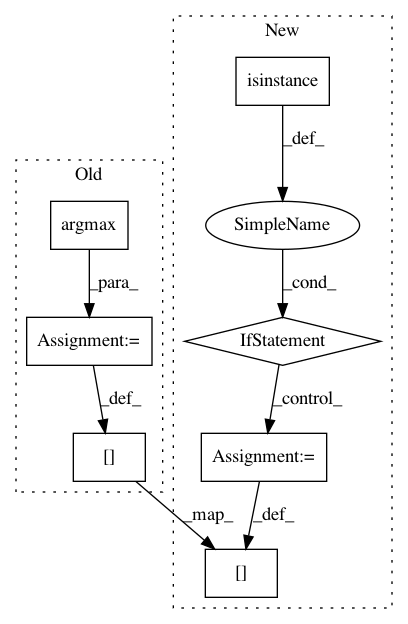 New
isinstance
_def_
Old
argmax
SimpleName
_para_
_cond_
Assignment:=
IfStatement
_def_
_control_
[]
Assignment:=
_map_
_def_
[]